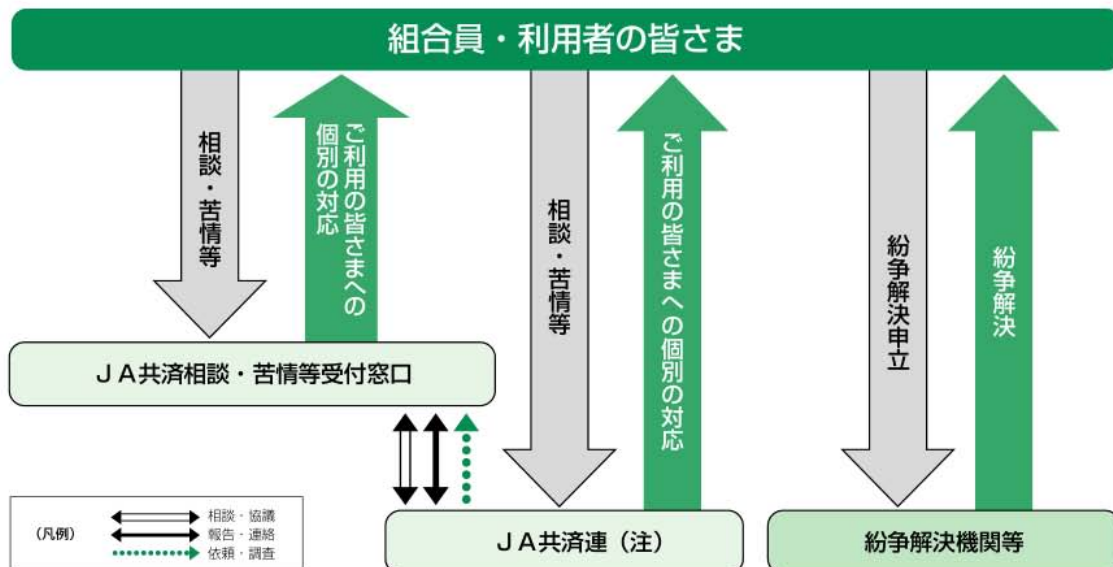 組合員・利用者の皆さま
相談・苦情等
ご利用の皆さまへの
個別の対応
相談・苦情等
ご利用の皆さまへの個別の対応
紛争解決申立
紛争解決
ＪＡ共済相談・苦情等受付窓口
（凡例）
相談・協議
報告・連絡
依頼・調査
ＪＡ共済連（注）
紛争解決機関等